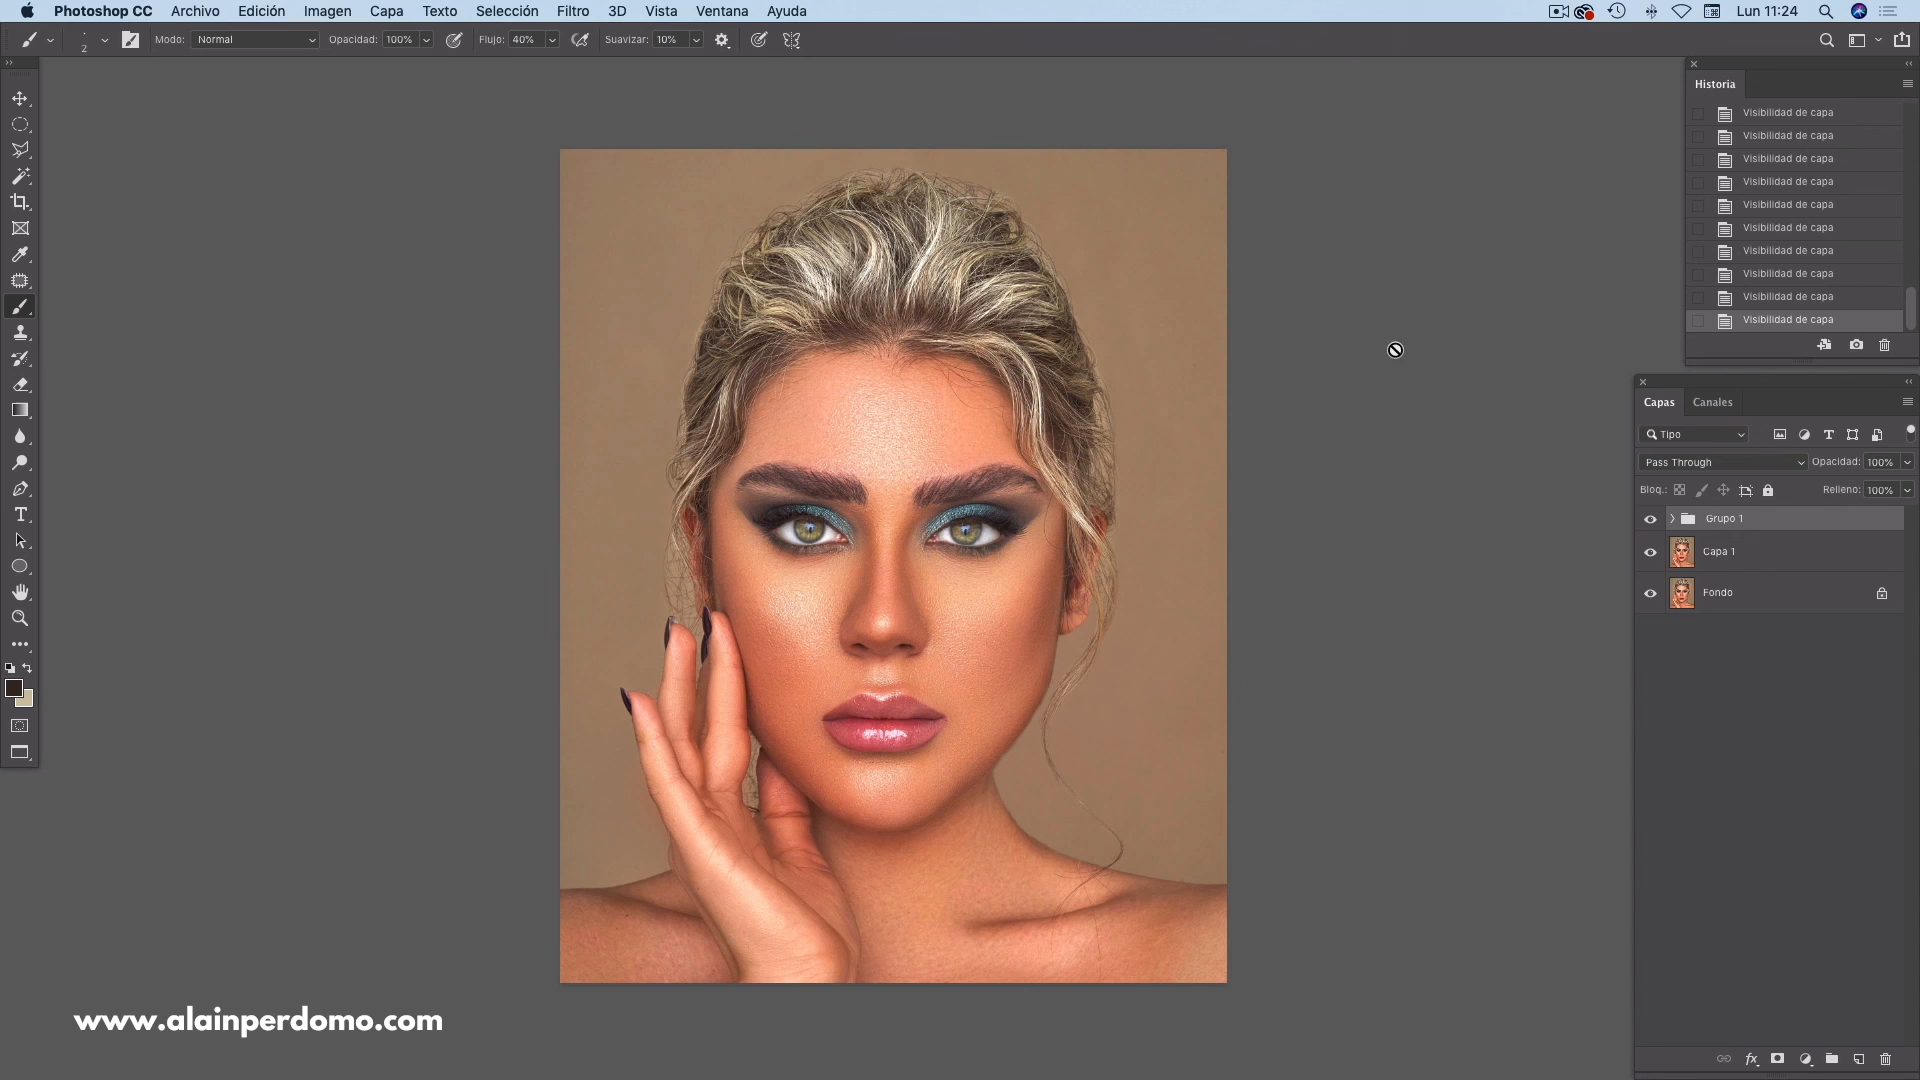 Photoshop CC Archivo Edición Imagen Capa Texto Selección Filtro 3D Vista Ventana Ayuda Lun 11:24
2 Modo: Normal Opacidad: 100% Flujo: 40% Suavizar: 10%
Historia
Visibilidad de capa
Visibilidad de capa
Visibilidad de capa
Visibilidad de capa
Visibilidad de capa
Visibilidad de capa
Visibilidad de capa
Visibilidad de capa
Visibilidad de capa
Visibilidad de capa
Capas Canales
Tipo
Pass Through Opacidad: 100%
Bloq.: Relleno: 100%
Grupo 1
Capa 1
Fondo
www.alainperdomo.com